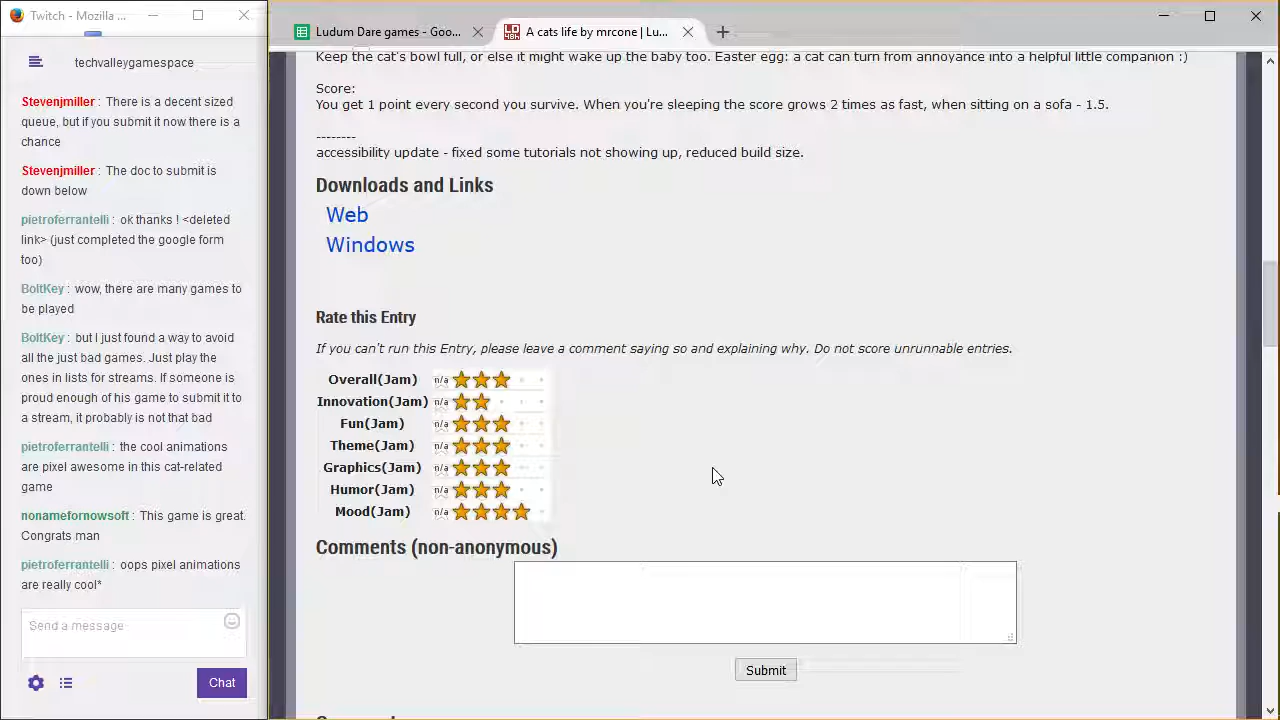 Twitch - Mozilla ...
techvalleygamespace
Stevenjmiller : There is a decent sized
queue, but if you submit it now there is a
chance
Stevenjmiller : The doc to submit is
down below
pietroferrantelli : ok thanks ! <deleted
link> (just completed the google form
too)
BoltKey : wow, there are many games to
be played
BoltKey : but I just found a way to avoid
all the just bad games. Just play the
ones in lists for streams. If someone is
proud enough of his game to submit it to
a stream, it probably is not that bad
pietroferrantelli : the cool animations
are pixel awesome in this cat-related
game
nonamefornowsoft : This game is great.
Congrats man
pietroferrantelli : oops pixel animations
are really cool*
Send a message
Chat
Ludum Dare games - Goo...
A cats life by mrcone | Lu...
Keep the cat's bowl full, or else it might wake up the baby too. Easter egg: a cat can turn from annoyance into a helpful little companion :)
Score:
You get 1 point every second you survive. When you're sleeping the score grows 2 times as fast, when sitting on a sofa - 1.5.
--------
accessibility update - fixed some tutorials not showing up, reduced build size.
Downloads and Links
Web
Windows
Rate this Entry
If you can't run this Entry, please leave a comment saying so and explaining why. Do not score unrunnable entries.
Overall(Jam) n/a
Innovation(Jam) n/a
Fun(Jam) n/a
Theme(Jam) n/a
Graphics(Jam) n/a
Humor(Jam) n/a
Mood(Jam) n/a
Comments (non-anonymous)
Submit